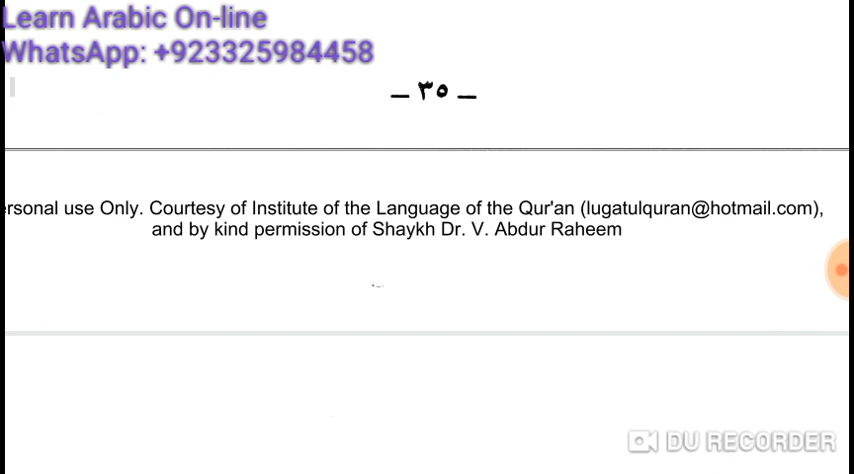 Learn Arabic On-line
WhatsApp: +923325984458
– ٣٥ –
rsonal use Only. Courtesy of Institute of the Language of the Qur'an (lugatulquran@hotmail.com),
and by kind permission of Shaykh Dr. V. Abdur Raheem
DU RECORDER